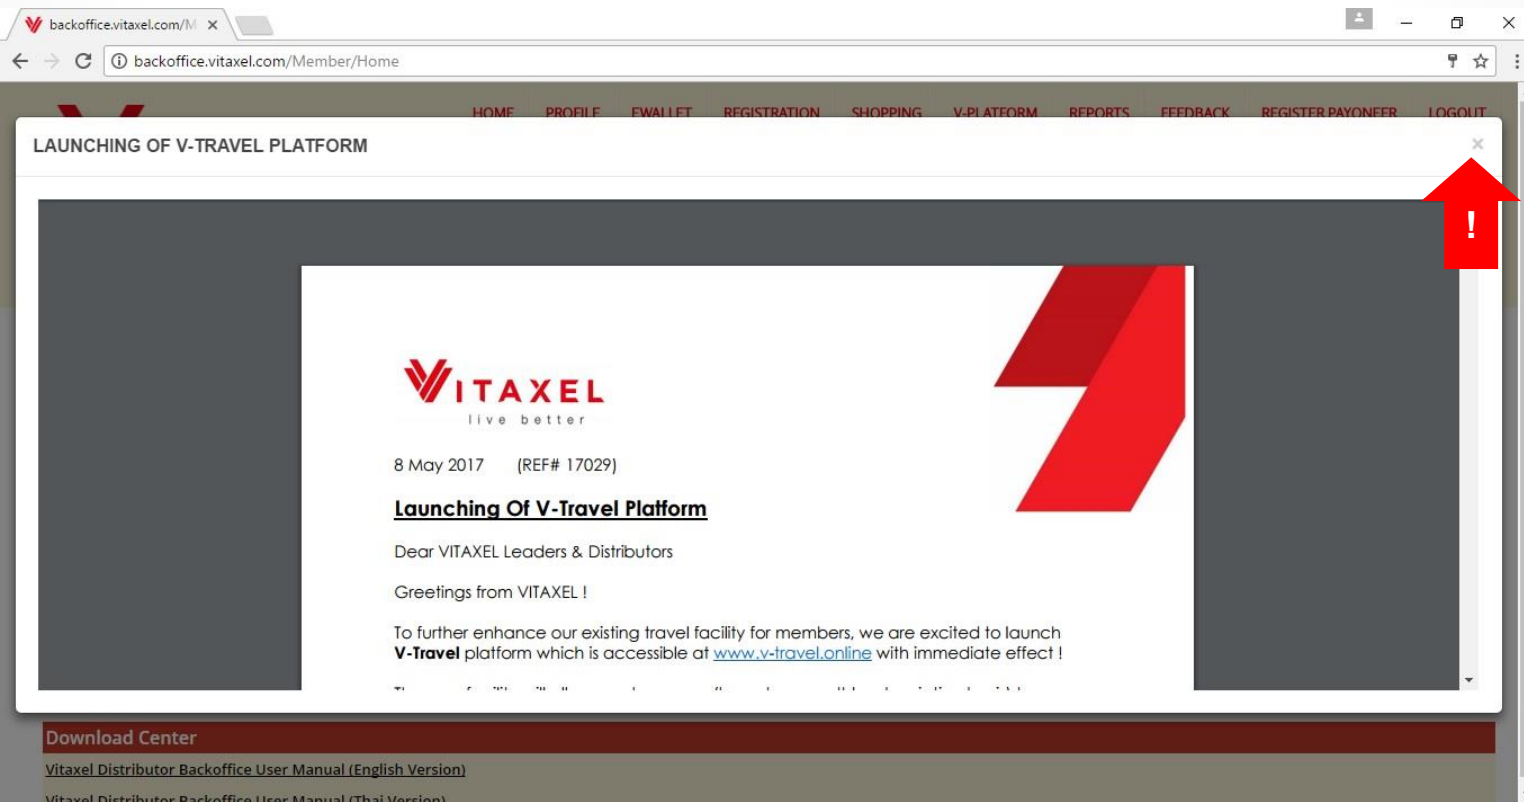 backoffice.vitaxel.com/M
backoffice.vitaxel.com/Member/Home
HOME PROFILE EWALLET REGISTRATION SHOPPING V-PLATFORM REPORTS FEEDBACK REGISTER PAYONEER LOGOUT
LAUNCHING OF V-TRAVEL PLATFORM
!
VITAXEL
live better
8 May 2017 (REF# 17029)
Launching Of V-Travel Platform
Dear VITAXEL Leaders & Distributors
Greetings from VITAXEL !
To further enhance our existing travel facility for members, we are excited to launch
V-Travel platform which is accessible at www.v-travel.online with immediate effect !
Download Center
Vitaxel Distributor Backoffice User Manual (English Version)
Vitaxel Distributor Backoffice User Manual (Thai Version)